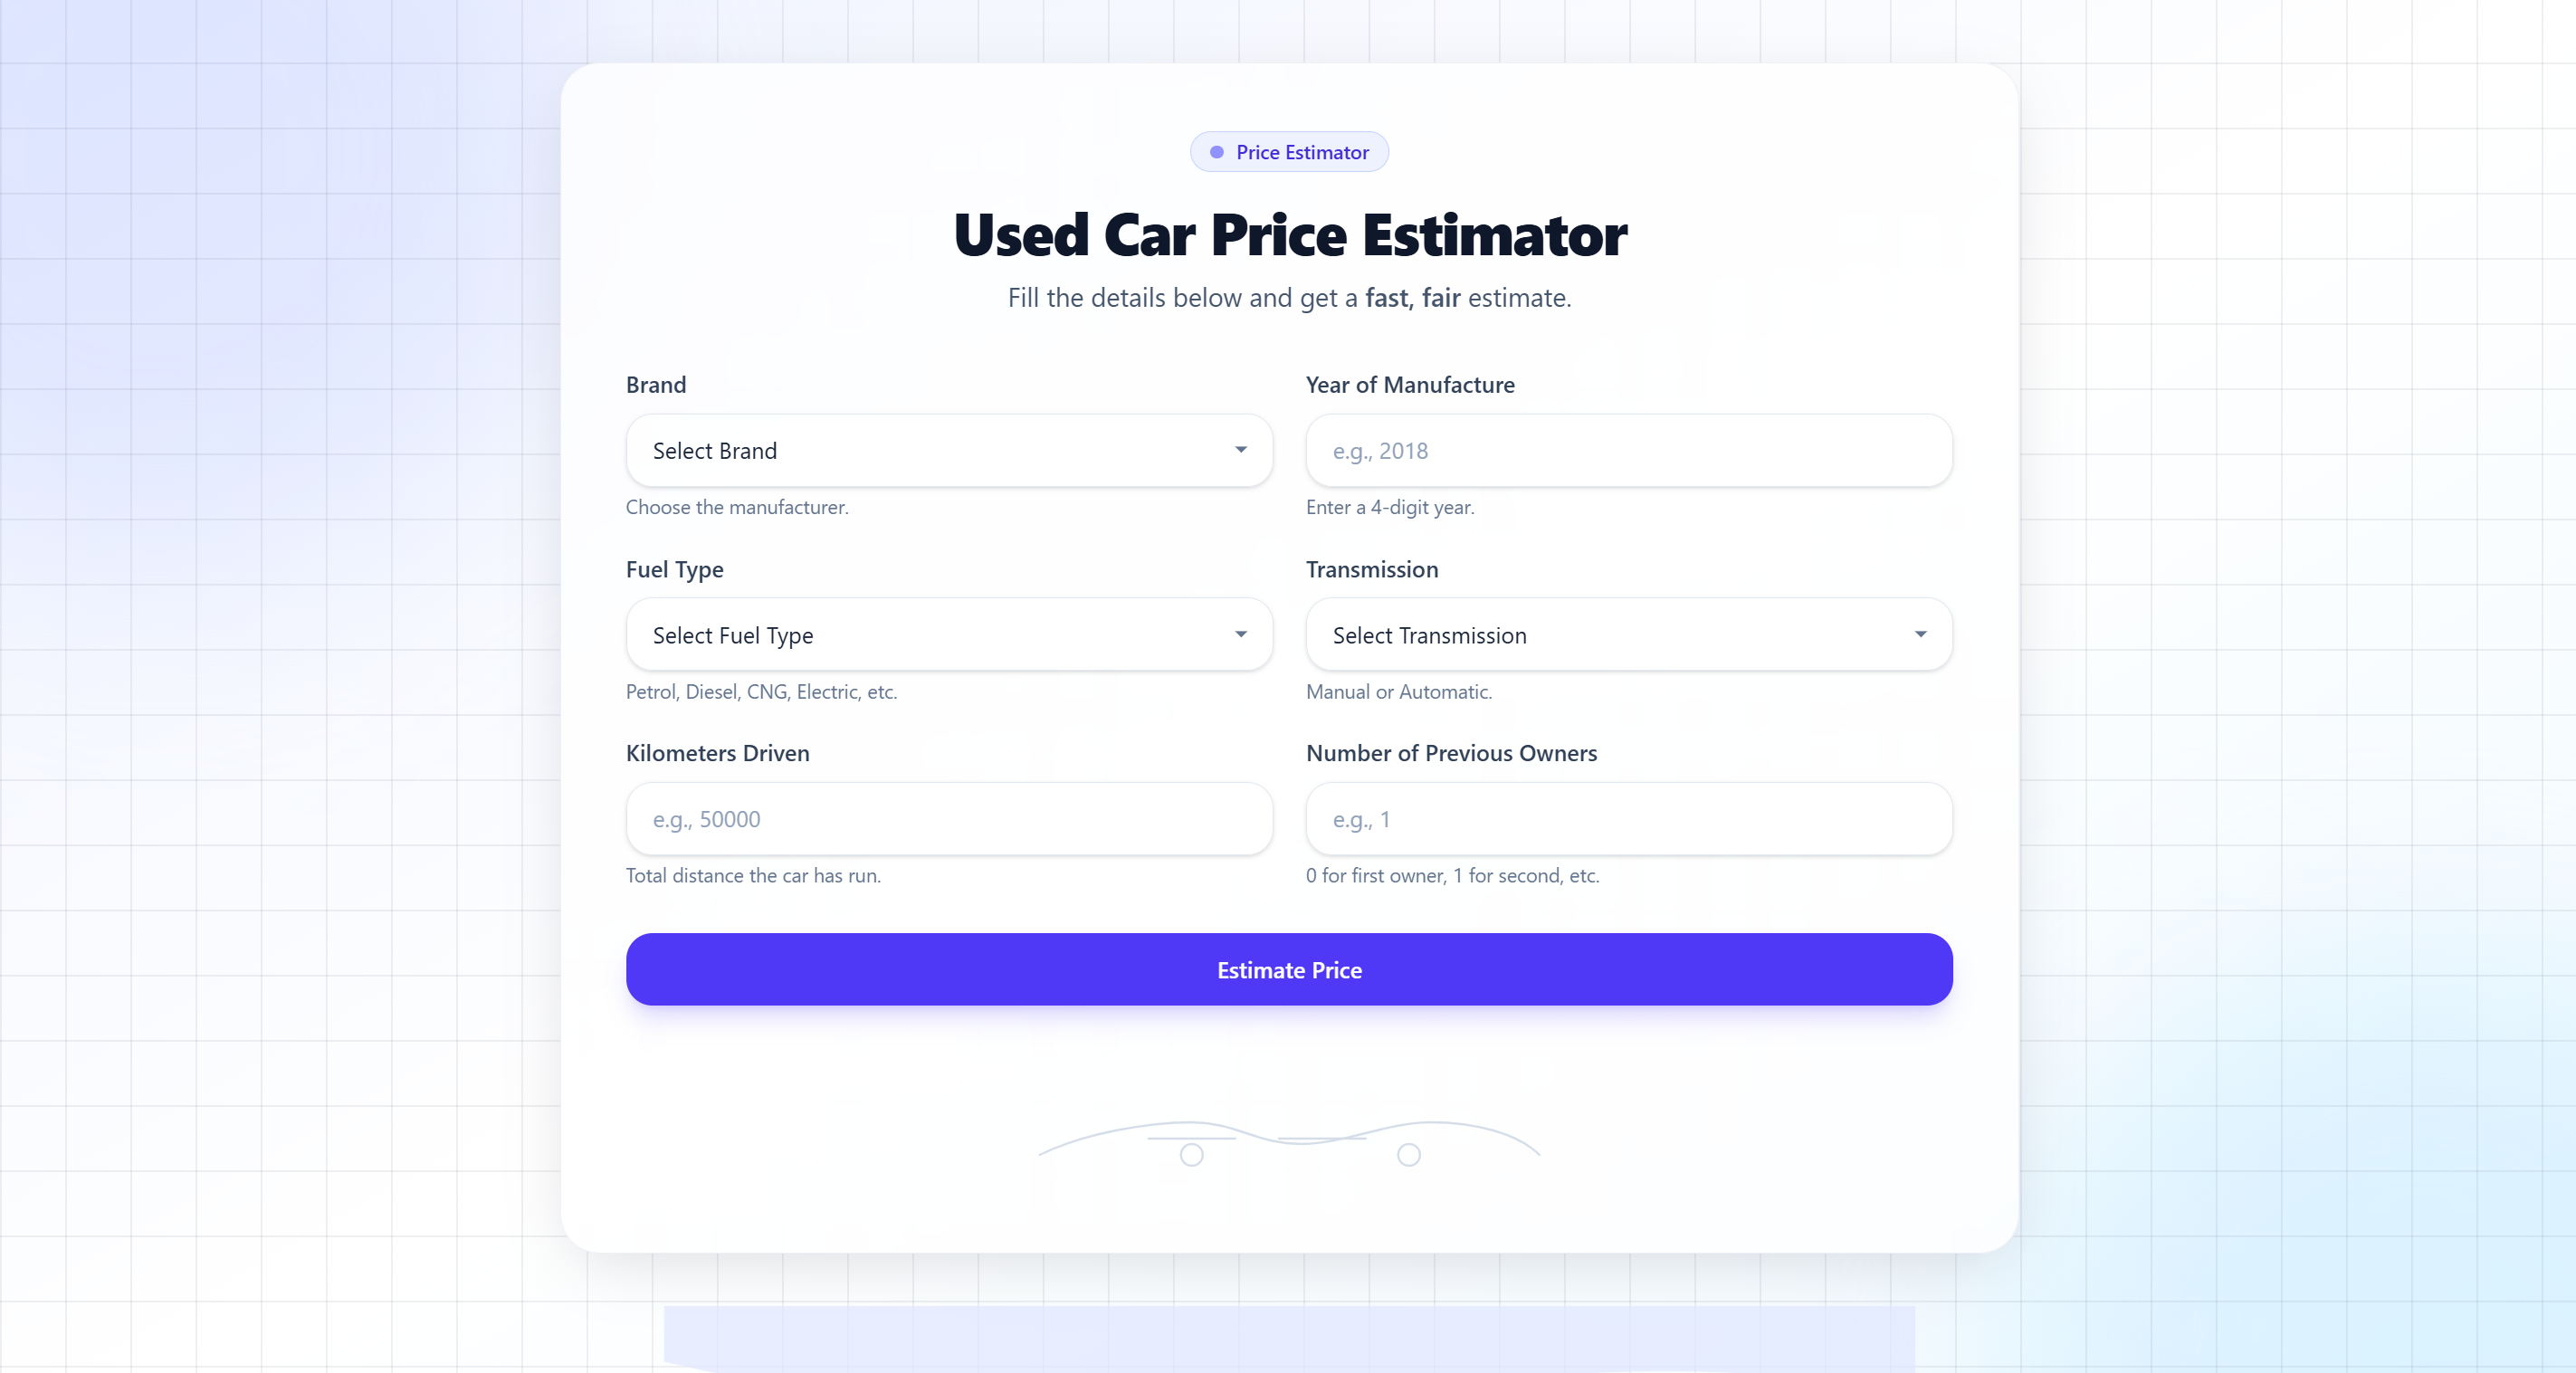 Price Estimator
Used Car Price Estimator
Fill the details below and get a fast, fair estimate.
Brand
Select Brand
Choose the manufacturer.
Year of Manufacture
e.g., 2018
Enter a 4-digit year.
Fuel Type
Select Fuel Type
Petrol, Diesel, CNG, Electric, etc.
Transmission
Select Transmission
Manual or Automatic.
Kilometers Driven
e.g., 50000
Total distance the car has run.
Number of Previous Owners
e.g., 1
0 for first owner, 1 for second, etc.
Estimate Price